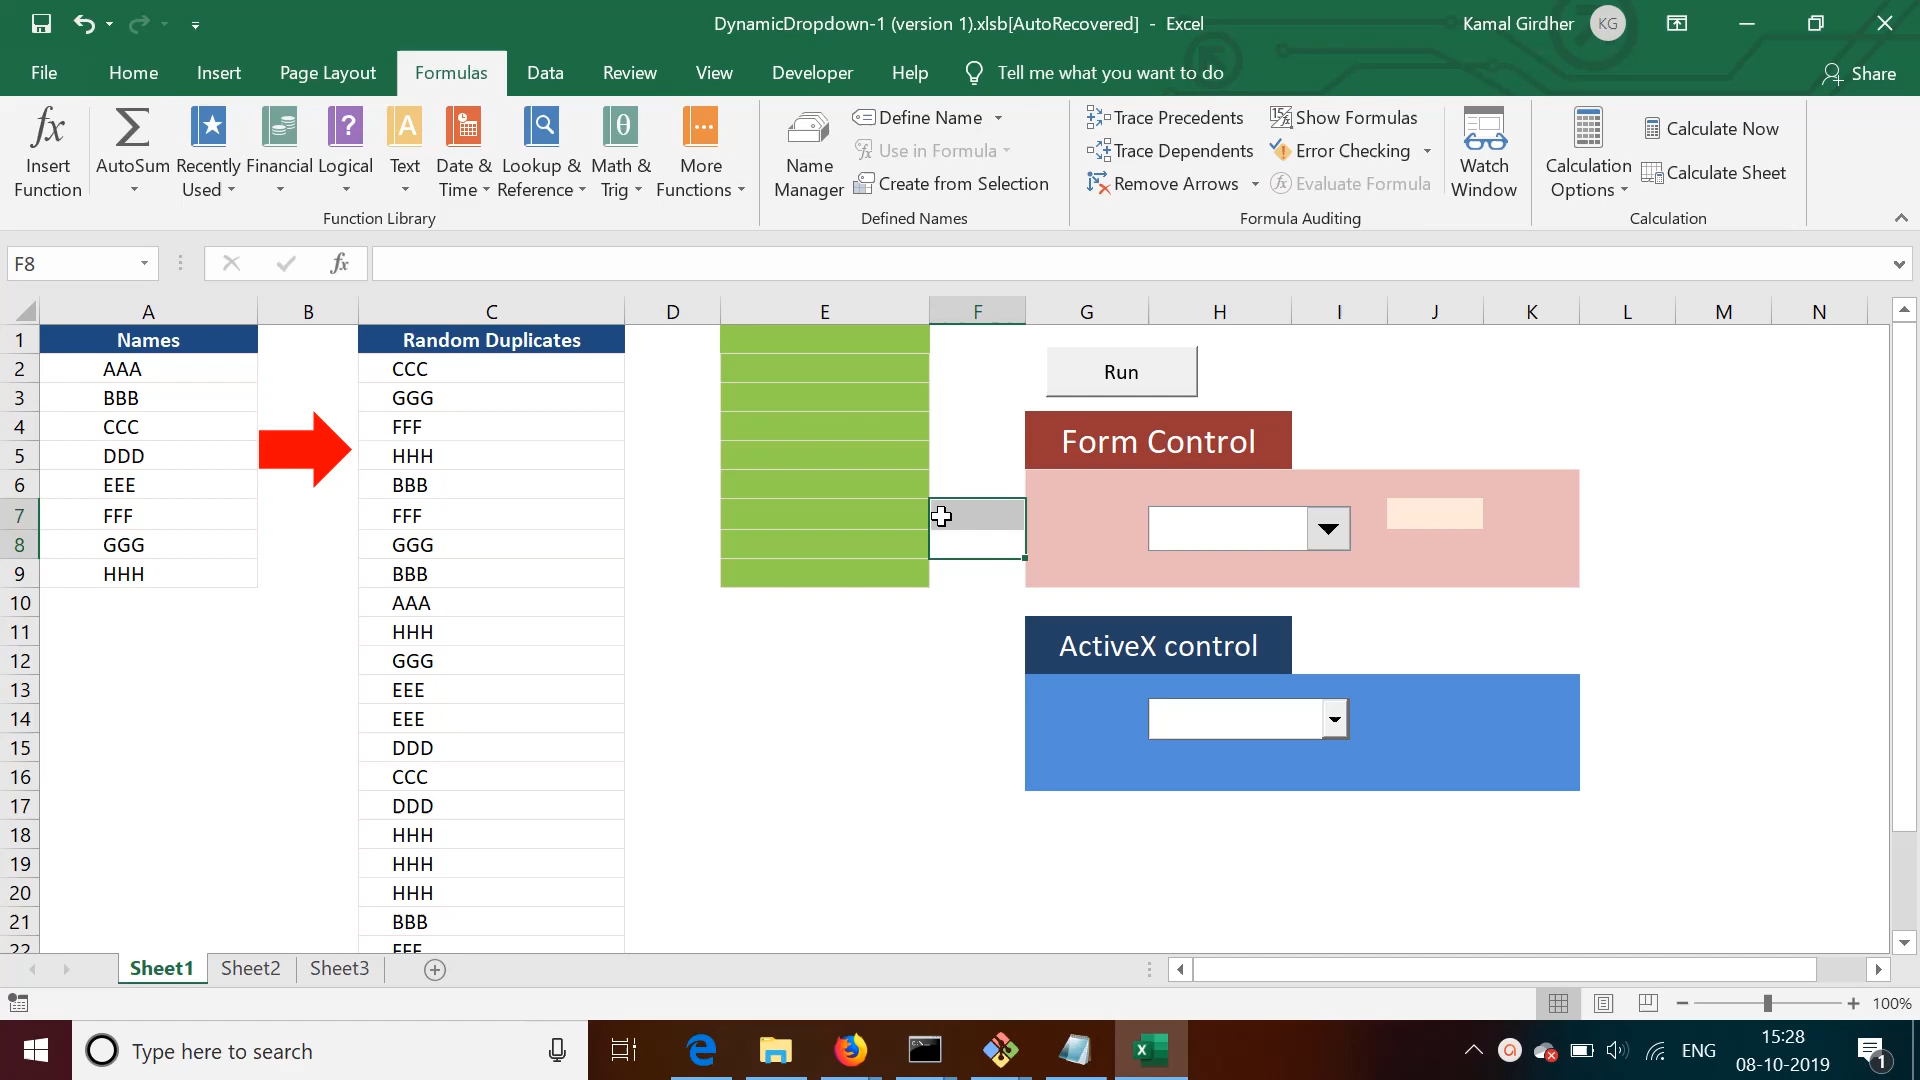 DynamicDropdown-1 (version 1).xlsb[AutoRecovered] - Excel
Kamal Girdher KG
File Home Insert Page Layout Formulas Data Review View Developer Help Tell me what you want to do Share
fx Insert Function
AutoSum
Recently Used
Financial
Logical
Text
Date & Time
Lookup & Reference
Math & Trig
More Functions
Function Library
Name Manager
Define Name
Use in Formula
Create from Selection
Defined Names
Trace Precedents
Trace Dependents
Remove Arrows
Show Formulas
Error Checking
Evaluate Formula
Formula Auditing
Watch Window
Calculation Options
Calculate Now
Calculate Sheet
Calculation
F8 fx
A B C D E F G H I J K L M N
1 Names Random Duplicates
2 AAA CCC
3 BBB GGG
4 CCC FFF
5 DDD HHH
6 EEE BBB
7 FFF FFF
8 GGG GGG
9 HHH BBB
10 AAA
11 HHH
12 GGG
13 EEE
14 EEE
15 DDD
16 CCC
17 DDD
18 HHH
19 HHH
20 HHH
21 BBB
22 FFF
Run
Form Control
ActiveX control
Sheet1 Sheet2 Sheet3
100%
Type here to search
ENG
15:28
08-10-2019
1